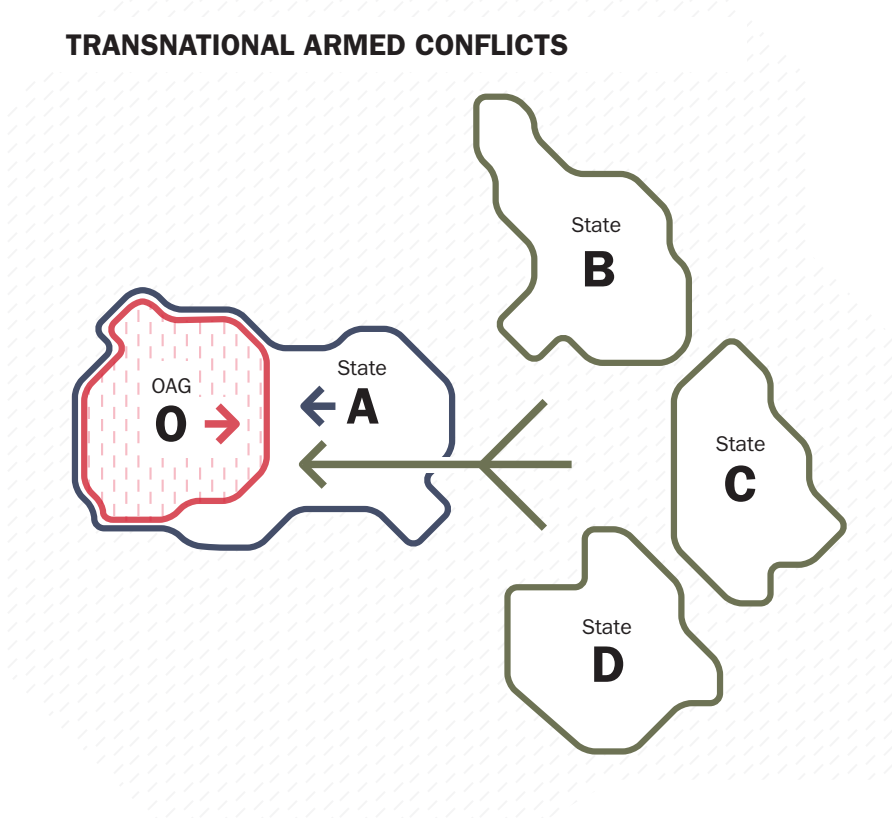 TRANSNATIONAL ARMED CONFLICTS
State
B
State
A
OAG
O
State
C
State
D